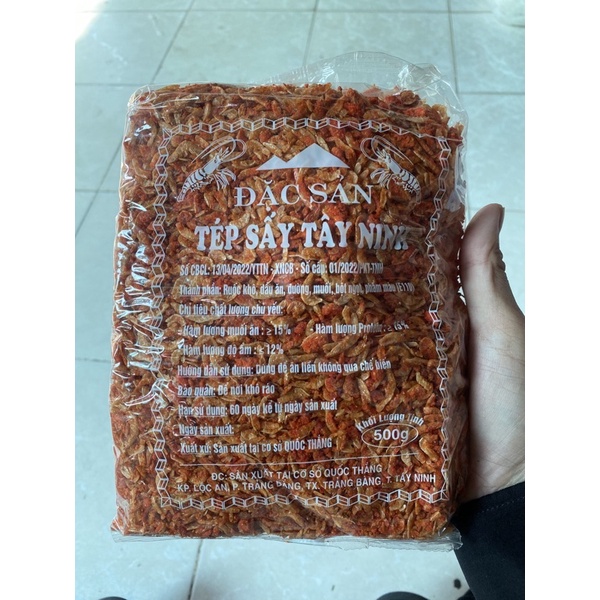 ĐẶC SẢN
TÉP SẤY TÂY NINH
Số CBCL: 13/04/2022/YTTN -XNCB - Số cấp: 01/2022/PYT-TNH
Thành phần: Ruốc khô, dầu ăn, đường, muối, bột ngọt, phẩm màu (E110)
Chỉ tiêu chất lượng chủ yếu:
- Hàm lượng muối ăn : ≥ 15% - Hàm lượng Protein : ≥ 15%
- Hàm lượng độ ẩm : ≤ 12%
Hướng dẫn sử dụng: Dùng để ăn liền không qua chế biến
Bảo quản: Để nơi khô ráo
Hạn sử dụng: 60 ngày kể từ ngày sản xuất
Ngày sản xuất:
Xuất xứ: Sản xuất tại cơ sở QUỐC THẮNG
Khối Lượng Tịnh
500g
ĐC: SẢN XUẤT TẠI CƠ SỞ QUỐC THẮNG
KP. LỘC AN, P. TRẢNG BÀNG, TX. TRẢNG BÀNG, T. TÂY NINH